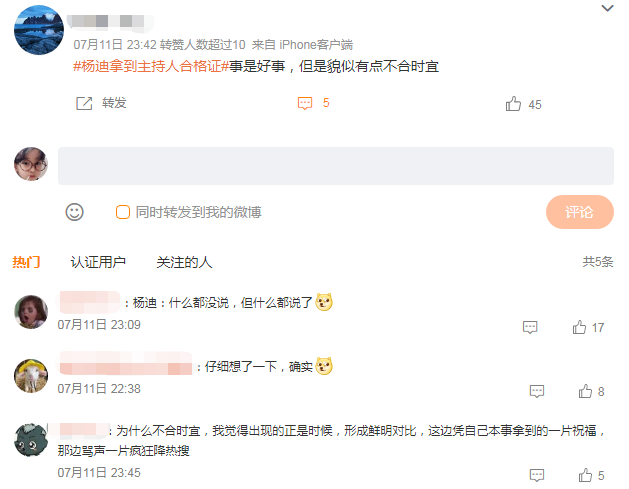 07月11日 23:42 转赞人数超过10 来自 iPhone客户端
#杨迪拿到主持人合格证#事是好事，但是貌似有点不合时宜
转发 5 45
同时转发到我的微博 评论
热门 认证用户 关注的人 共5条
：杨迪：什么都没说，但什么都说了
07月11日 23:09 17
：仔细想了一下，确实
07月11日 22:38 8
：为什么不合时宜，我觉得出现的正是时候，形成鲜明对比，这边凭自己本事拿到的一片祝福，
那边骂声一片疯狂降热搜
07月11日 23:45 5